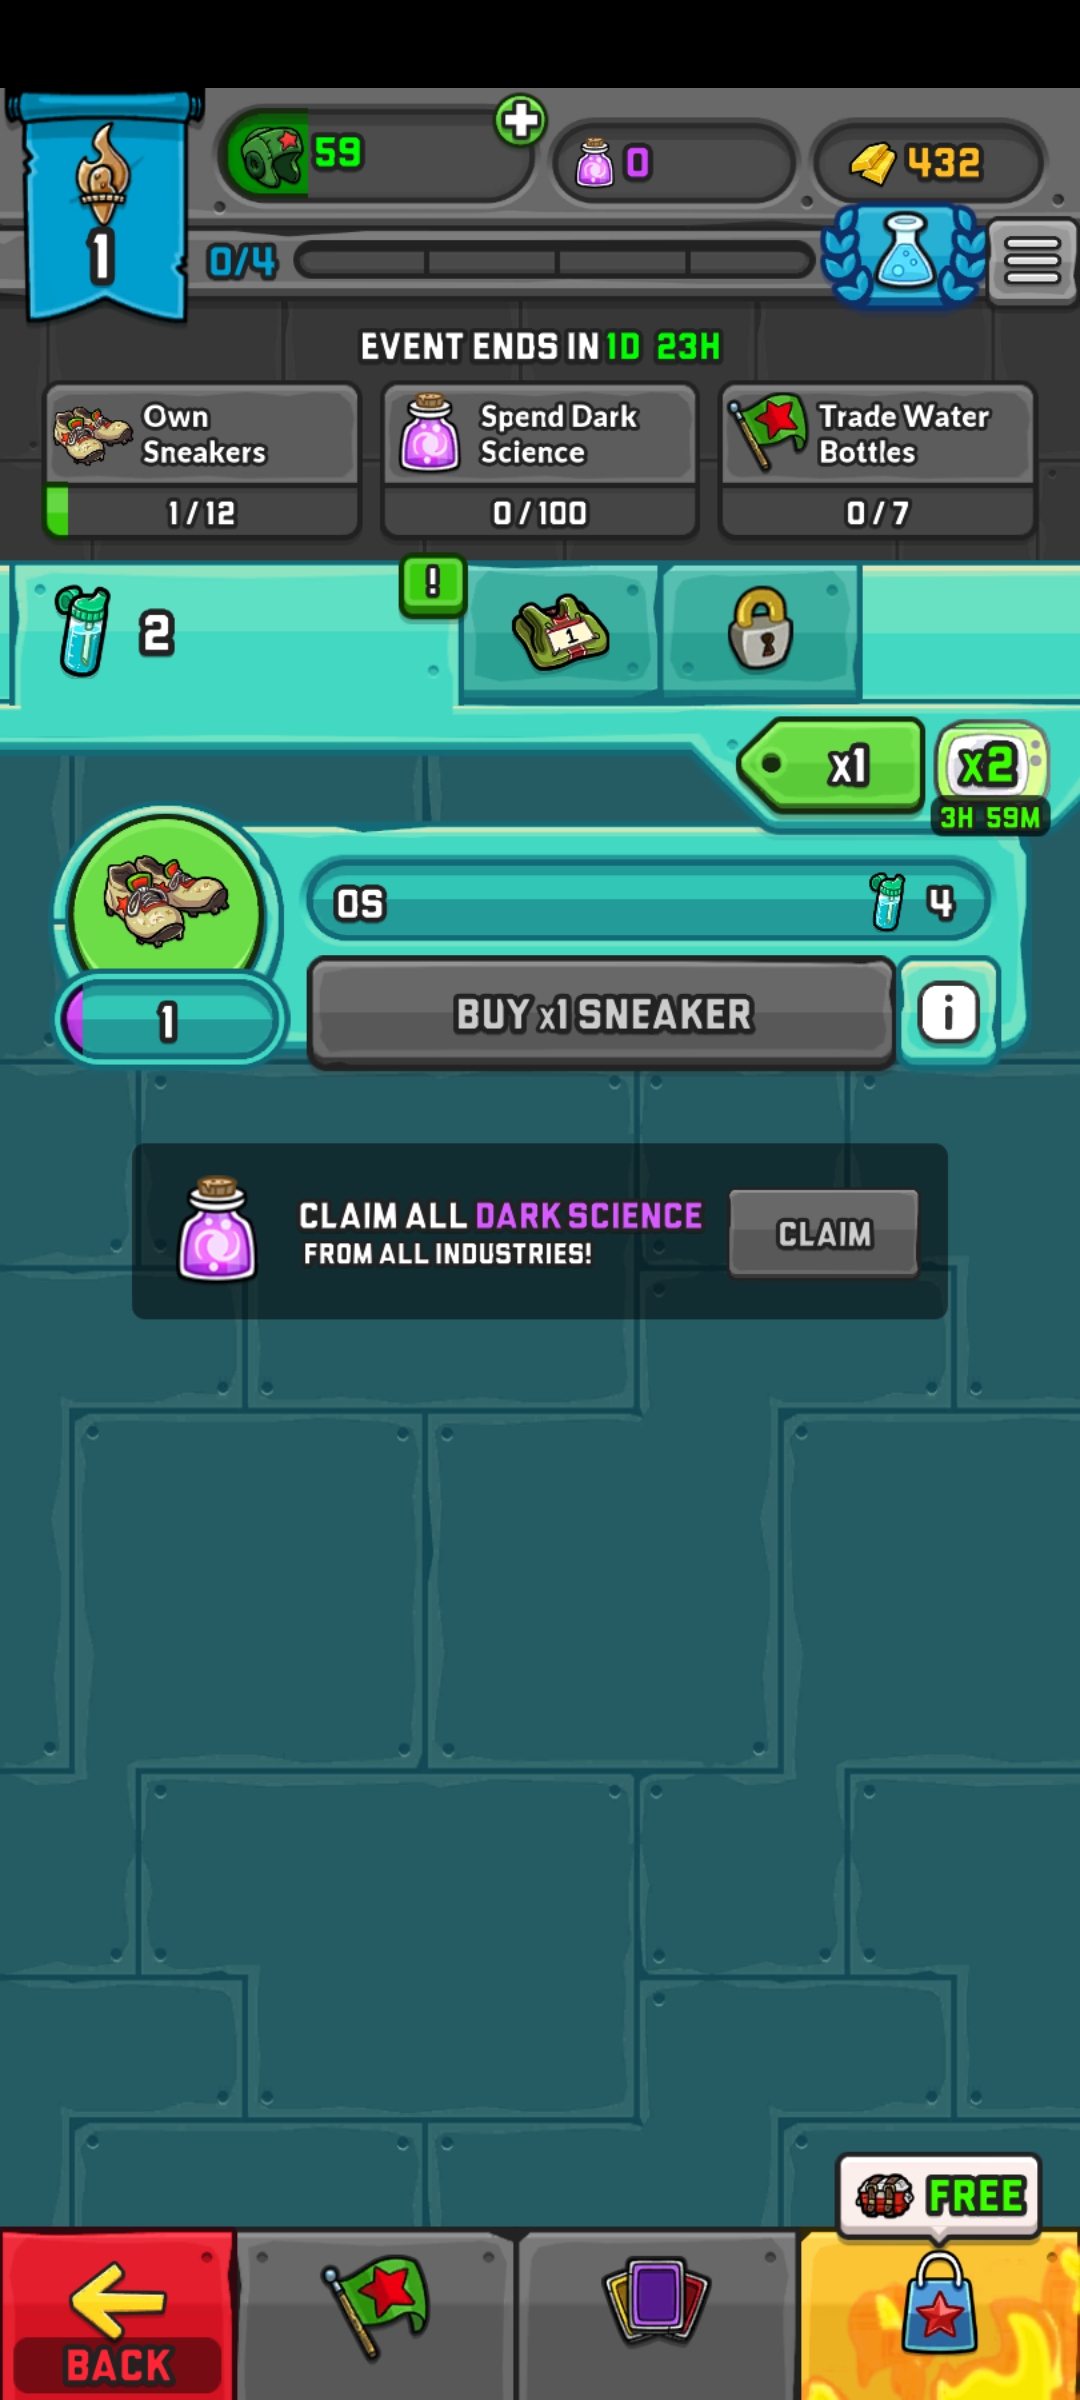 59
0
432
1
0/4
EVENT ENDS IN 1D 23H
Own
Sneakers
1/12
Spend Dark
Science
0/100
Trade Water
Bottles
0/7
2
!
1
x1
x2
3H 59M
0S
4
1
BUY x1 SNEAKER
i
CLAIM ALL DARK SCIENCE
FROM ALL INDUSTRIES!
CLAIM
FREE
BACK